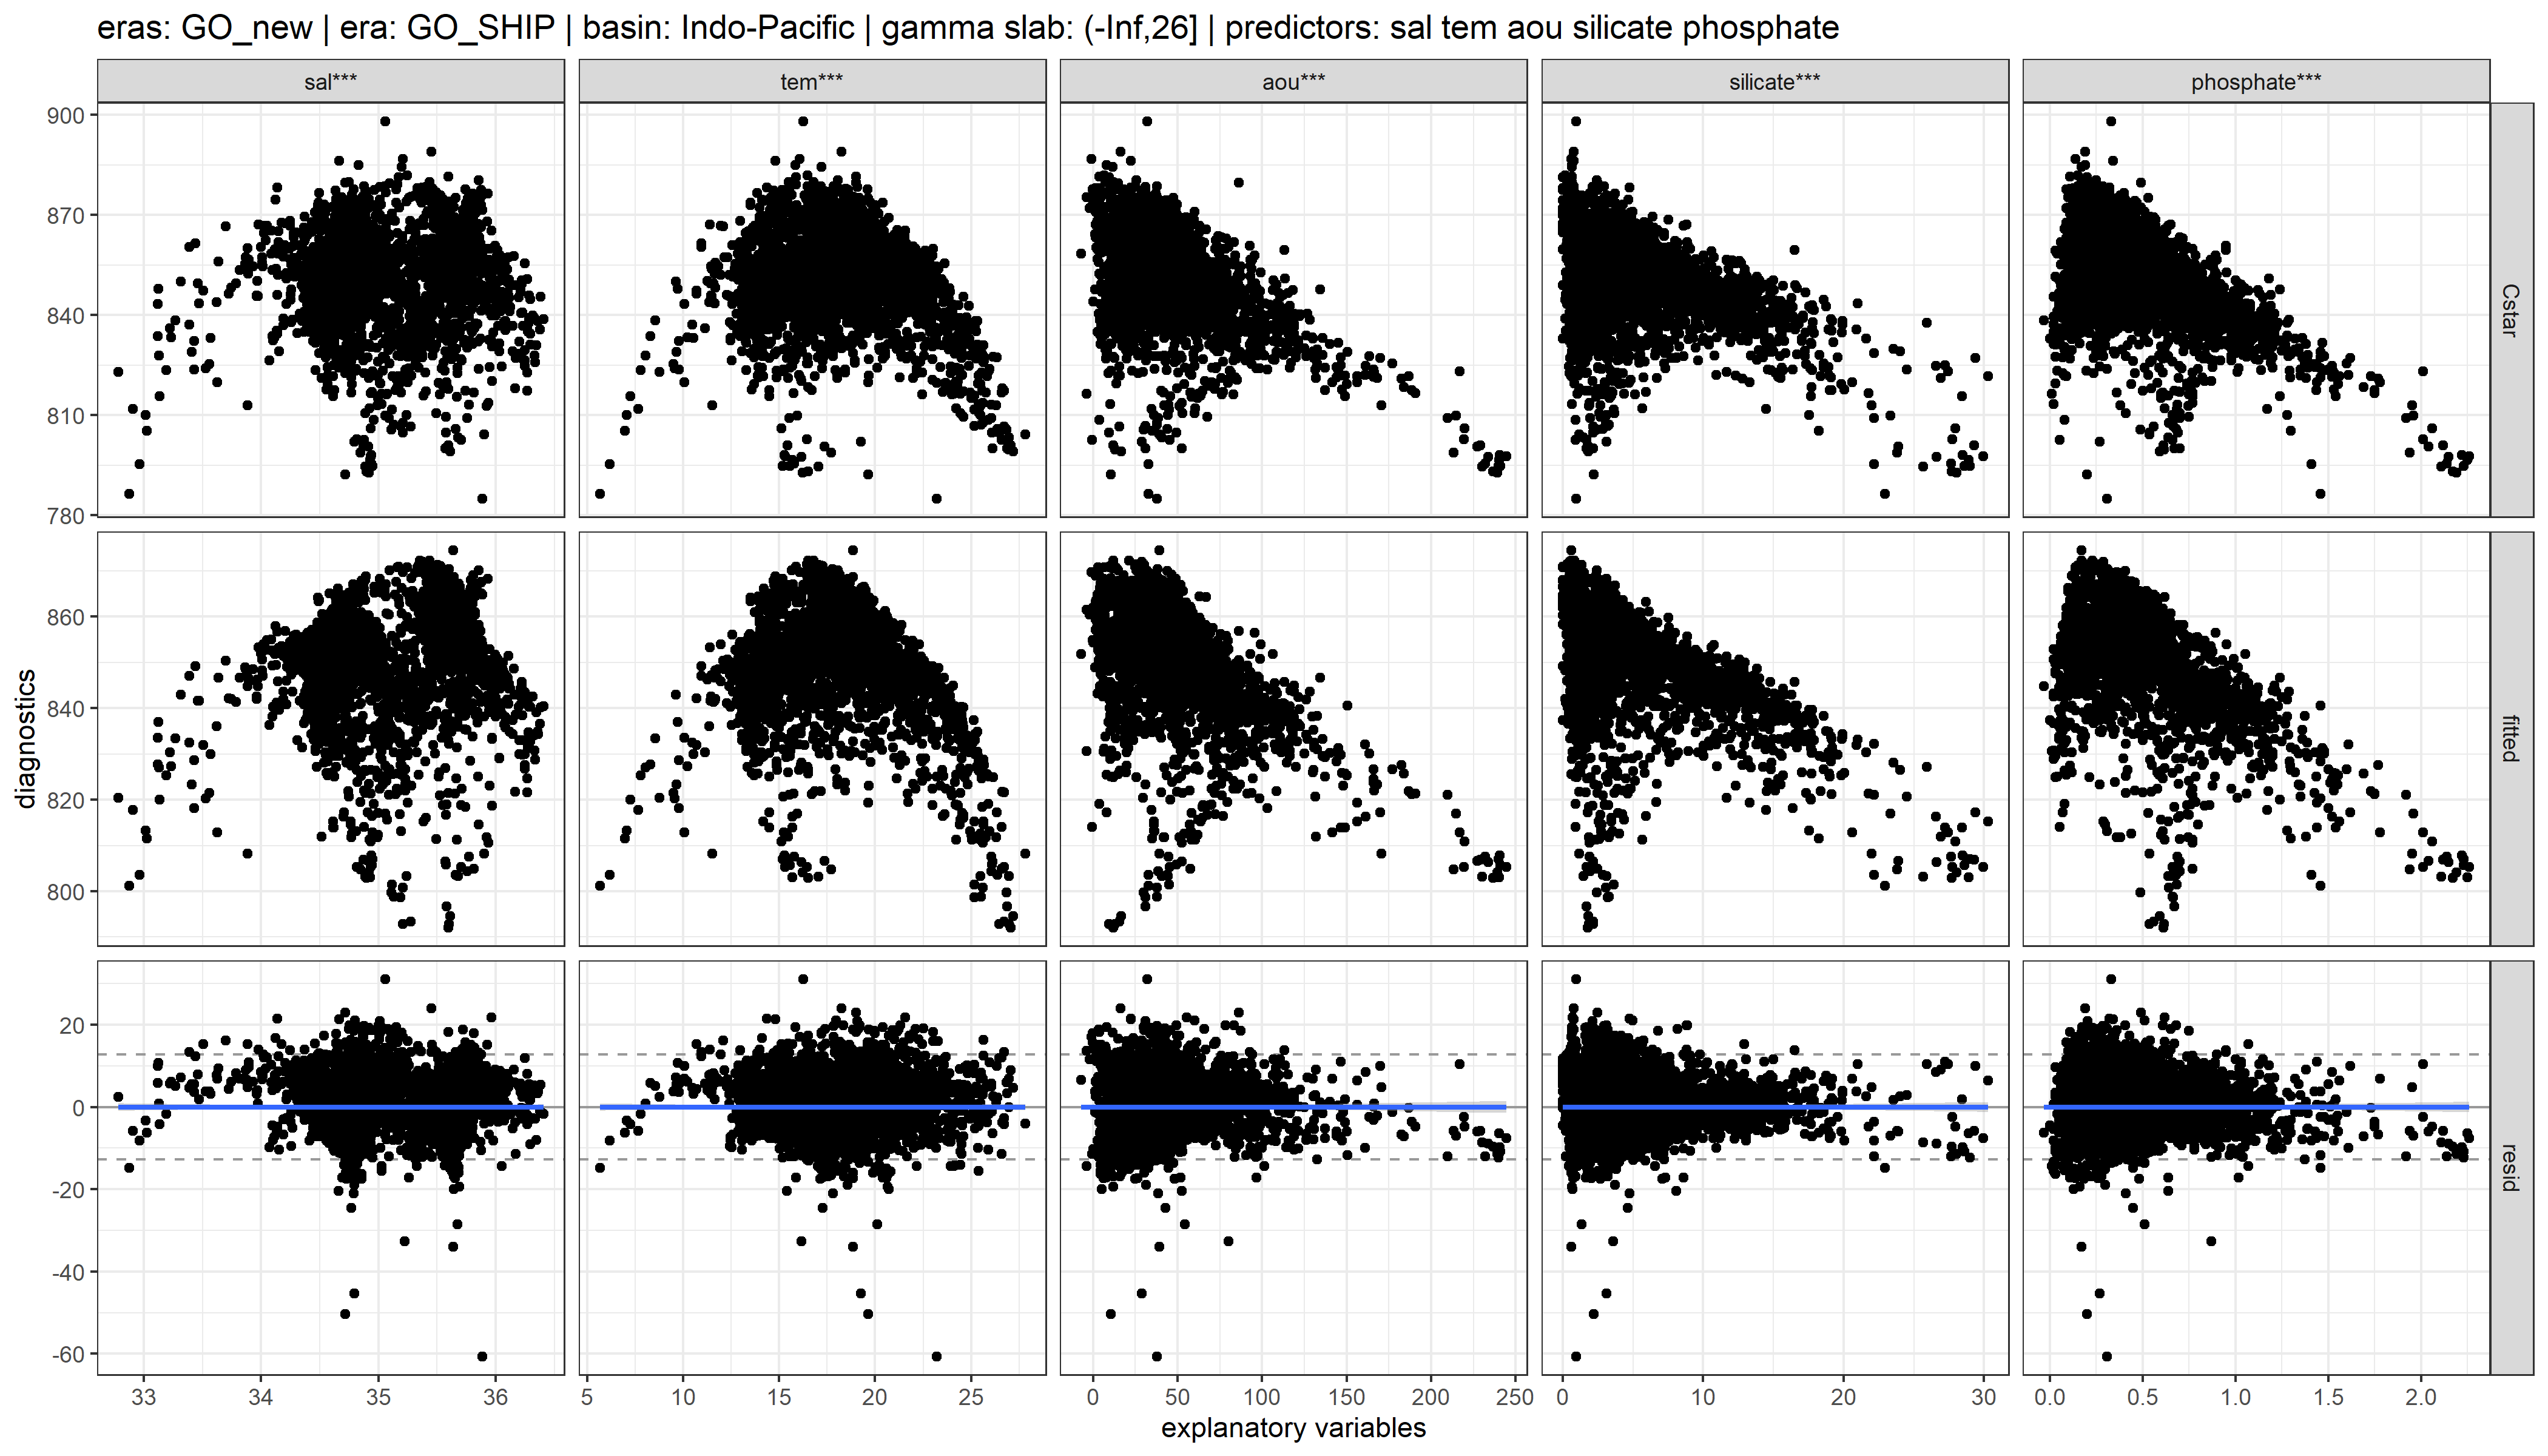 eras: GO_new | era: GO_SHIP | basin: Indo-Pacific | gamma slab: (-Inf,26] | predictors: sal tem aou silicate phosphate
sal*** tem*** aou*** silicate*** phosphate***
900
870
840
810
780
Cstar
860
840
820
800
fitted
diagnostics
20
0
-20
-40
-60
resid
33 34 35 36 5 10 15 20 25 0 50 100 150 200 250 0 10 20 30 0.0 0.5 1.0 1.5 2.0
explanatory variables